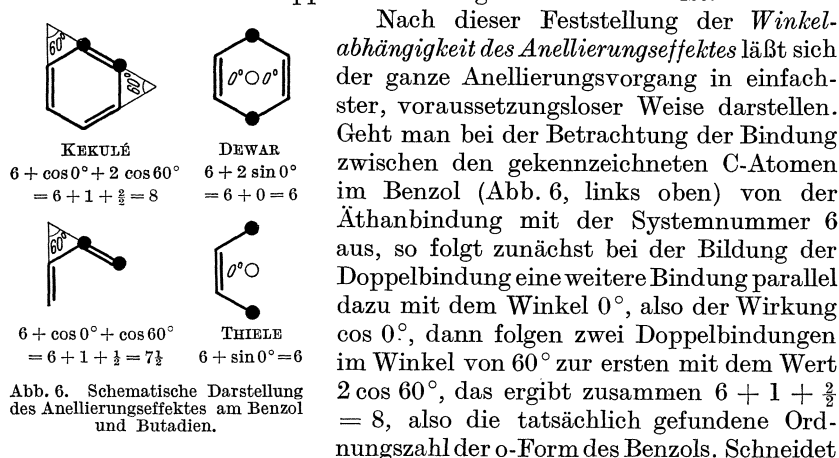 60°
60°
0° 0°
KEKULÉ
DEWAR
6 + cos 0° + 2 cos 60°
= 6 + 1 + 2/2 = 8
6 + 2 sin 0°
= 6 + 0 = 6
60°
0°
6 + cos 0° + cos 60°
= 6 + 1 + ½ = 7½
THIELE
6 + sin 0° = 6
Abb. 6. Schematische Darstellung
des Anellierungseffektes am Benzol
und Butadien.
Nach dieser Feststellung der Winkel-
abhängigkeit des Anellierungseffektes läßt sich
der ganze Anellierungsvorgang in einfach-
ster, voraussetzungsloser Weise darstellen.
Geht man bei der Betrachtung der Bindung
zwischen den gekennzeichneten C-Atomen
im Benzol (Abb. 6, links oben) von der
Äthanbindung mit der Systemnummer 6
aus, so folgt zunächst bei der Bildung der
Doppelbindung eine weitere Bindung parallel
dazu mit dem Winkel 0°, also der Wirkung
cos 0°, dann folgen zwei Doppelbindungen
im Winkel von 60° zur ersten mit dem Wert
2 cos 60°, das ergibt zusammen 6 + 1 + 2/2
= 8, also die tatsächlich gefundene Ord-
nungszahl der o-Form des Benzols. Schneidet